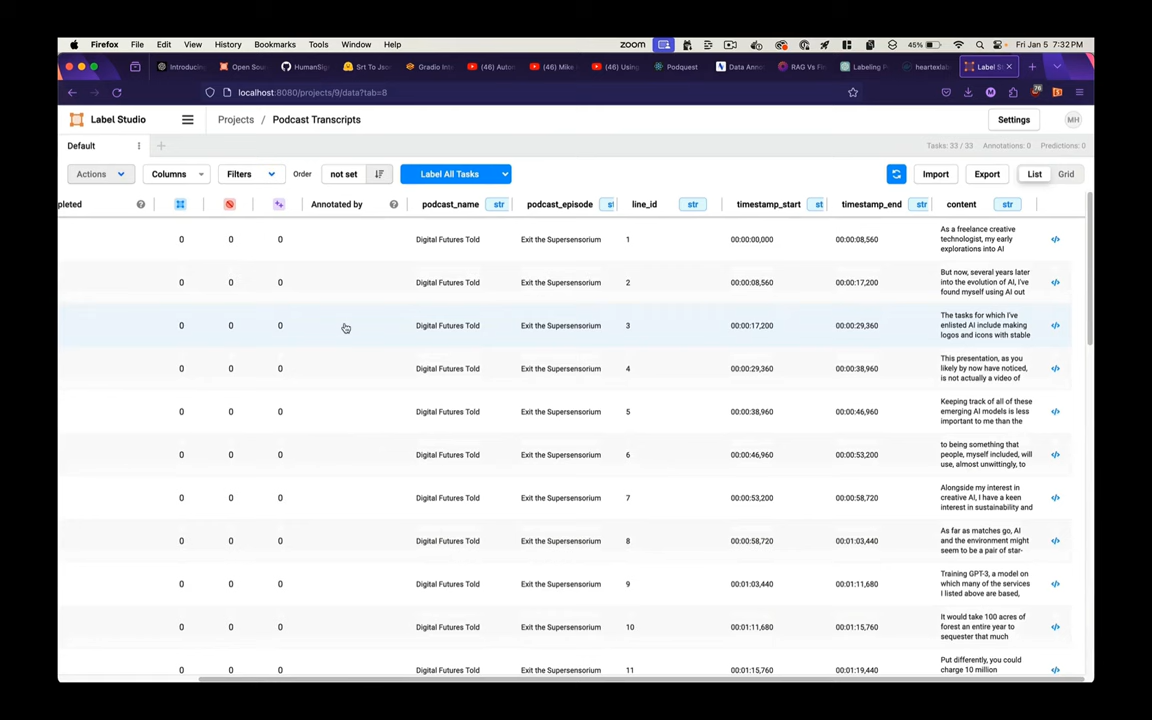 Firefox File Edit View History Bookmarks Tools Window Help zoom 45% Fri Jan 5 7:32 PM
Introducing Open Sour GitHub HumanSig Srt To Jso Gradio Int (46) Auto (46) Mike (46) Using Podquest Data Anno RAG Vs Fi Labeling R heartexlab Label St
localhost:8080/projects/9/data?tab=8 76
Label Studio Projects / Podcast Transcripts Settings MH
Default Tasks: 33 / 33 Annotations: 0 Predictions: 0
Actions Columns Filters Order not set Label All Tasks Import Export List Grid
pleted Annotated by podcast_name str podcast_episode st line_id str timestamp_start st timestamp_end str content str
0 0 0 Digital Futures Told Exit the Supersensorium 1 00:00:00,000 00:00:08,560 As a freelance creative
technologist, my early
explorations into AI
0 0 0 Digital Futures Told Exit the Supersensorium 2 00:00:08,560 00:00:17,200 But now, several years later
into the evolution of AI, I've
found myself using AI out
0 0 0 Digital Futures Told Exit the Supersensorium 3 00:00:17,200 00:00:29,360 The tasks for which I've
enlisted AI include making
logos and icons with stable
0 0 0 Digital Futures Told Exit the Supersensorium 4 00:00:29,360 00:00:38,960 This presentation, as you
likely by now have noticed,
is not actually a video of
0 0 0 Digital Futures Told Exit the Supersensorium 5 00:00:38,960 00:00:46,960 Keeping track of all of these
emerging AI models is less
important to me than the
0 0 0 Digital Futures Told Exit the Supersensorium 6 00:00:46,960 00:00:53,200 to being something that
people, myself included, will
use, almost unwittingly, to
0 0 0 Digital Futures Told Exit the Supersensorium 7 00:00:53,200 00:00:58,720 Alongside my interest in
creative AI, I have a keen
interest in sustainability and
0 0 0 Digital Futures Told Exit the Supersensorium 8 00:00:58,720 00:01:03,440 As far as matches go, AI
and the environment might
seem to be a pair of star-
0 0 0 Digital Futures Told Exit the Supersensorium 9 00:01:03,440 00:01:11,680 Training GPT-3, a model on
which many of the services
I listed above are based,
0 0 0 Digital Futures Told Exit the Supersensorium 10 00:01:11,680 00:01:15,760 It would take 100 acres of
forest an entire year to
sequester that much
0 0 0 Digital Futures Told Exit the Supersensorium 11 00:01:15,760 00:01:19,440 Put differently, you could
charge 10 million